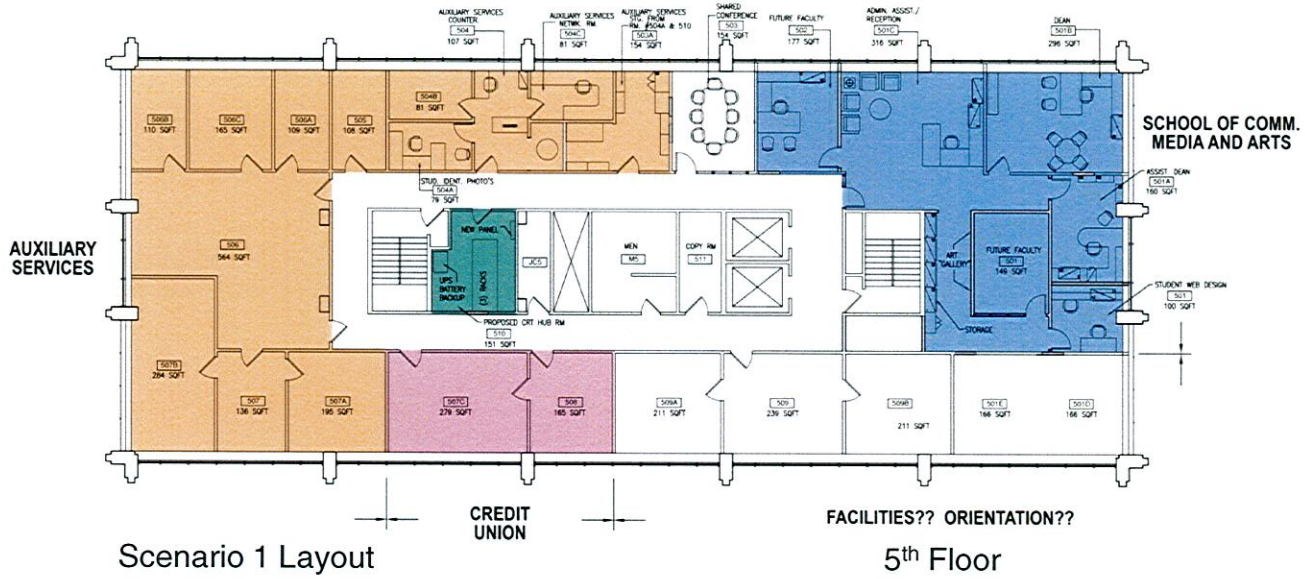 AUXILIARY SERVICES
COUNTER
504
107 SQFT
AUXILIARY SERVICES
NETWK. RM.
504C
81 SQFT
AUXILIARY SERVICES
STG. FROM
RM. #504A & 510
503A
154 SQFT
SHARED
CONFERENCE
503
154 SQFT
FUTURE FACULTY
502
177 SQFT
ADMIN. ASSIST./
RECEPTION
501C
316 SQFT
DEAN
501B
296 SQFT
506B
110 SQFT
506C
165 SQFT
506A
109 SQFT
505
108 SQFT
504B
81 SQFT
SCHOOL OF COMM.
MEDIA AND ARTS
STUD. IDENT. PHOTO'S
504A
79 SQFT
ASSIST. DEAN
501A
160 SQFT
AUXILIARY
SERVICES
506
564 SQFT
NEW PANEL
UPS
BATTERY
BACKUP
(3) RACKS
JC5
MEN
M5
COPY RM
511
ART
"GALLERY"
FUTURE FACULTY
501
149 SQFT
STUDENT WEB DESIGN
501
100 SQFT
STORAGE
PROPOSED CRT HUB RM
510
151 SQFT
507B
284 SQFT
507
136 SQFT
507A
195 SQFT
507C
279 SQFT
508
165 SQFT
509A
211 SQFT
509
239 SQFT
509B
211 SQFT
501E
166 SQFT
501D
166 SQFT
CREDIT
UNION
FACILITIES?? ORIENTATION??
Scenario 1 Layout
5th Floor